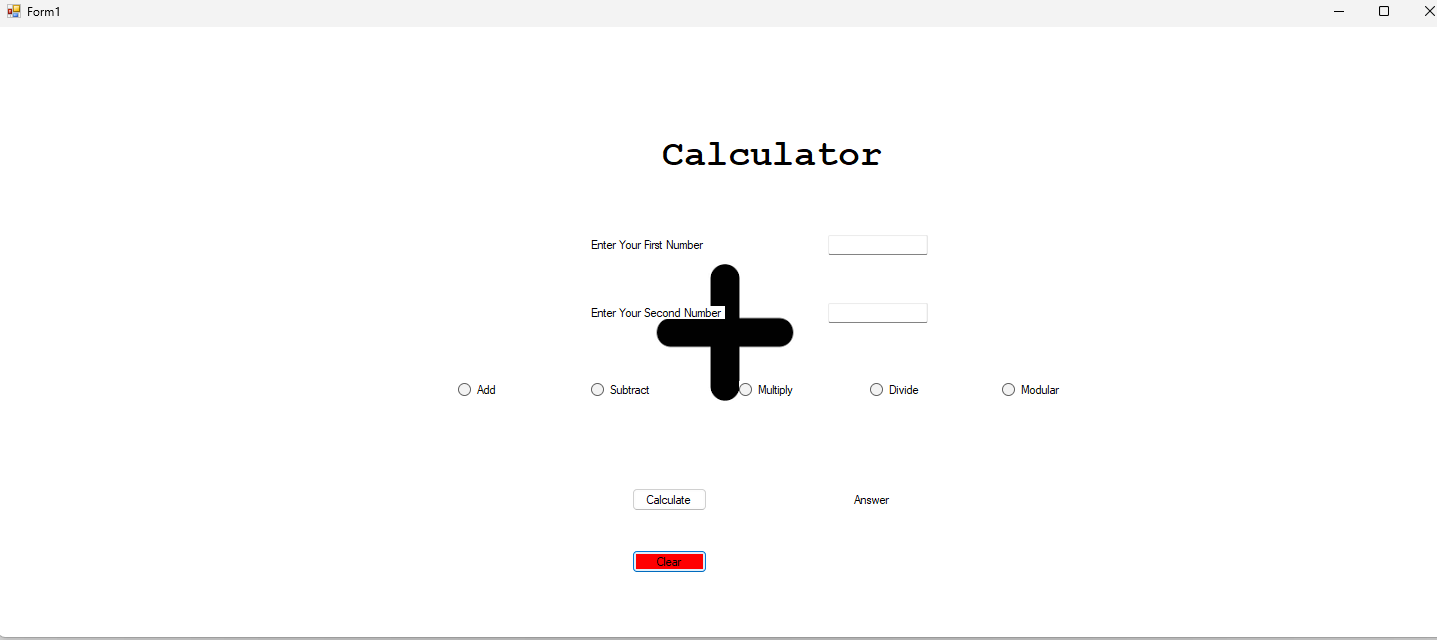 Form1
Calculator
Enter Your First Number
Enter Your Second Number
Add Subtract Multiply Divide Modular
Calculate Answer
Clear